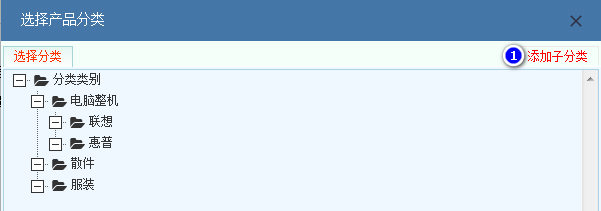 选择产品分类
选择分类
1 添加子分类
分类类别
电脑整机
联想
惠普
散件
服装